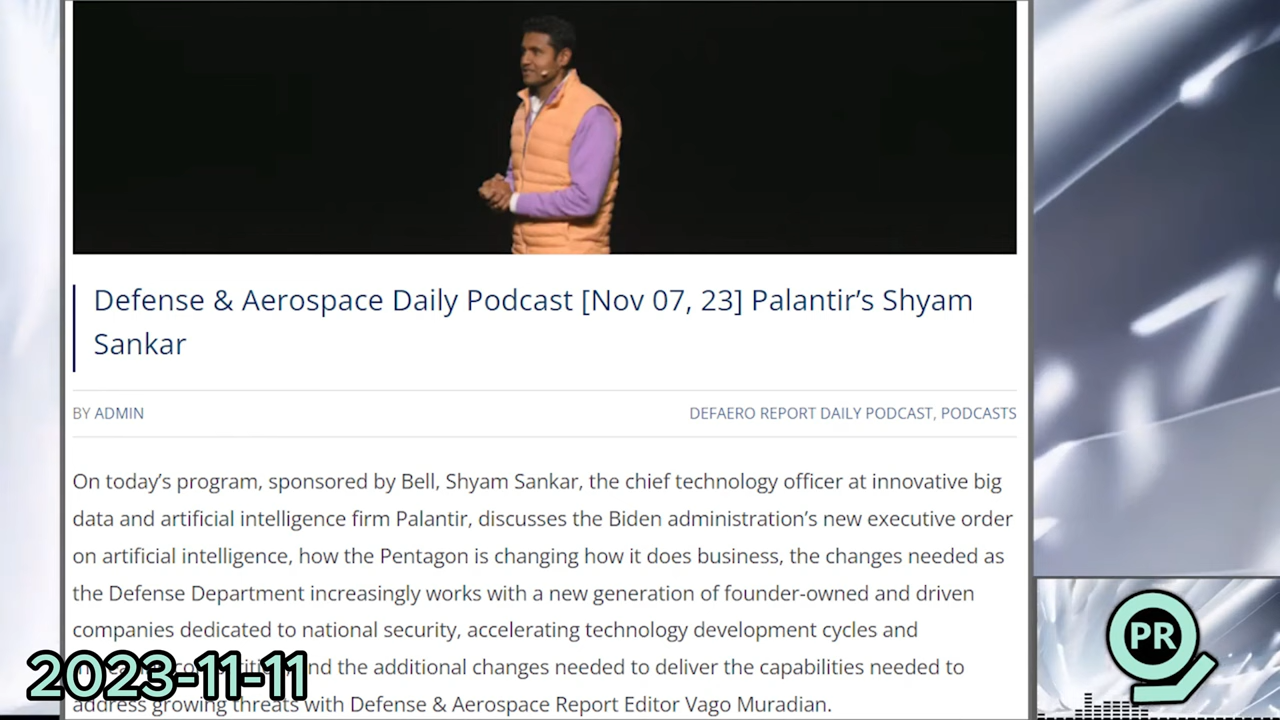 Defense & Aerospace Daily Podcast [Nov 07, 23] Palantir’s Shyam
Sankar
BY ADMIN
DEFAERO REPORT DAILY PODCAST, PODCASTS
On today’s program, sponsored by Bell, Shyam Sankar, the chief technology officer at innovative big
data and artificial intelligence firm Palantir, discusses the Biden administration’s new executive order
on artificial intelligence, how the Pentagon is changing how it does business, the changes needed as
the Defense Department increasingly works with a new generation of founder-owned and driven
companies dedicated to national security, accelerating technology development cycles and
and the additional changes needed to deliver the capabilities needed to
address growing threats with Defense & Aerospace Report Editor Vago Muradian.
2023-11-11
PR